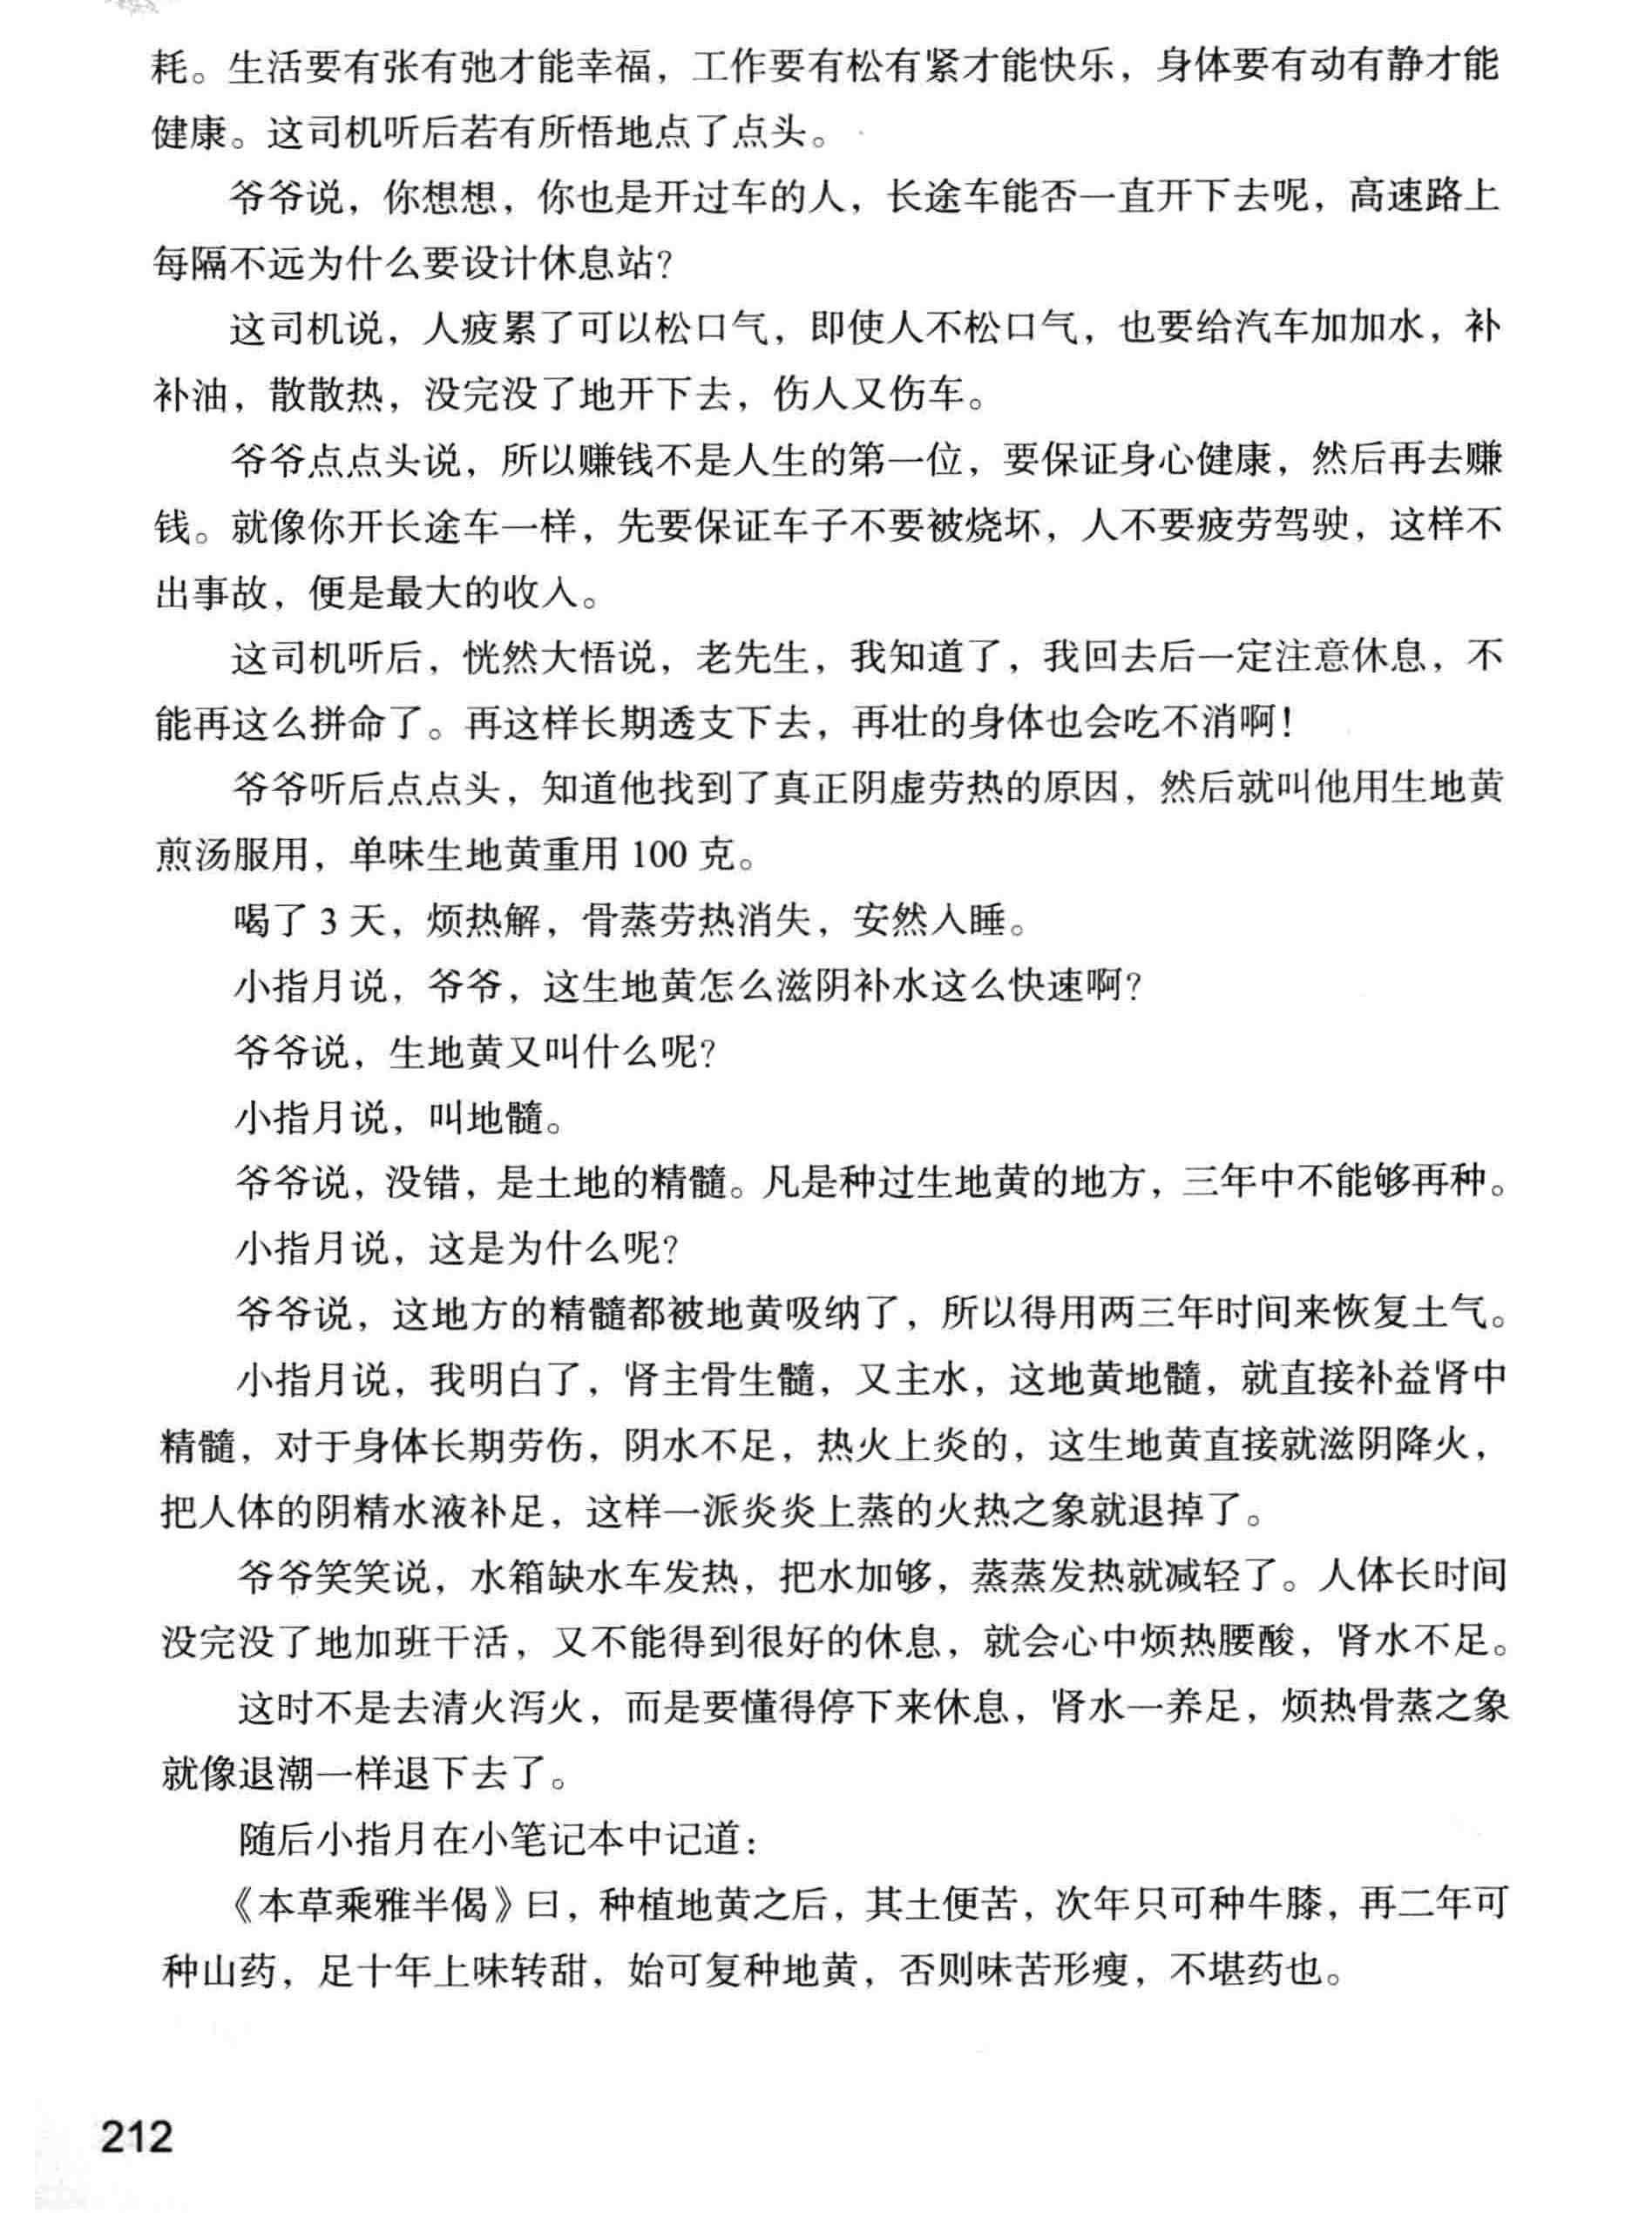 耗。生活要有张有弛才能幸福，工作要有松有紧才能快乐，身体要有动有静才能
健康。这司机听后若有所悟地点了点头。
爷爷说，你想想，你也是开过车的人，长途车能否一直开下去呢，高速路上
每隔不远为什么要设计休息站？
这司机说，人疲累了可以松口气，即使人不松口气，也要给汽车加加水，补
补油，散散热，没完没了地开下去，伤人又伤车。
爷爷点点头说，所以赚钱不是人生的第一位，要保证身心健康，然后再去赚
钱。就像你开长途车一样，先要保证车子不要被烧坏，人不要疲劳驾驶，这样不
出事故，便是最大的收入。
这司机听后，恍然大悟说，老先生，我知道了，我回去后一定注意休息，不
能再这么拼命了。再这样长期透支下去，再壮的身体也会吃不消啊！
爷爷听后点点头，知道他找到了真正阴虚劳热的原因，然后就叫他用生地黄
煎汤服用，单味生地黄重用 100 克。
喝了 3 天，烦热解，骨蒸劳热消失，安然入睡。
小指月说，爷爷，这生地黄怎么滋阴补水这么快速啊？
爷爷说，生地黄又叫什么呢？
小指月说，叫地髓。
爷爷说，没错，是土地的精髓。凡是种过生地黄的地方，三年中不能够再种。
小指月说，这是为什么呢？
爷爷说，这地方的精髓都被地黄吸纳了，所以得用两三年时间来恢复土气。
小指月说，我明白了，肾主骨生髓，又主水，这地黄地髓，就直接补益肾中
精髓，对于身体长期劳伤，阴水不足，热火上炎的，这生地黄直接就滋阴降火，
把人体的阴精水液补足，这样一派炎炎上蒸的火热之象就退掉了。
爷爷笑笑说，水箱缺水车发热，把水加够，蒸蒸发热就减轻了。人体长时间
没完没了地加班干活，又不能得到很好的休息，就会心中烦热腰酸，肾水不足。
这时不是去清火泻火，而是要懂得停下来休息，肾水一养足，烦热骨蒸之象
就像退潮一样退下去了。
随后小指月在小笔记本中记道：
《本草乘雅半偈》曰，种植地黄之后，其土便苦，次年只可种牛膝，再二年可
种山药，足十年上味转甜，始可复种地黄，否则味苦形瘦，不堪药也。
212